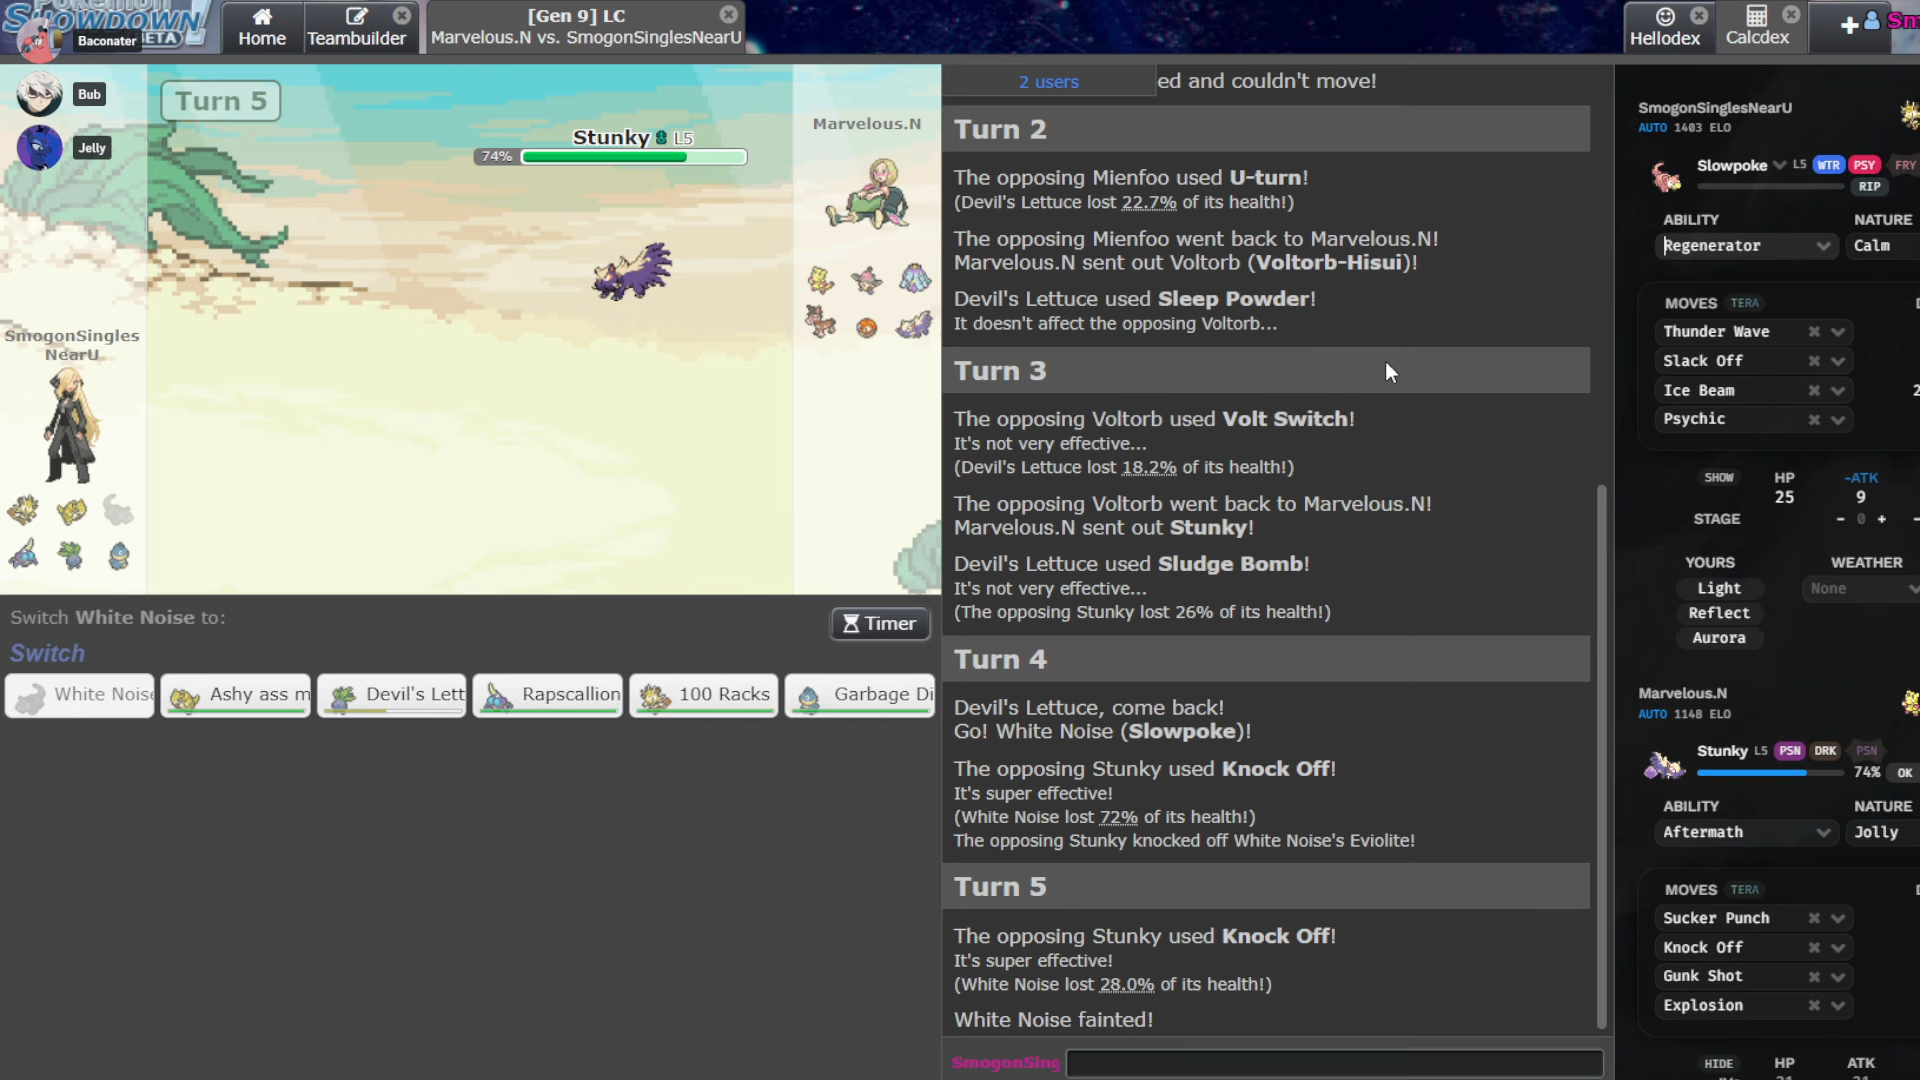 POKÉMON
SHOWDOWN
BETA
Baconater
Home
Teambuilder
[Gen 9] LC
Marvelous.N vs. SmogonSinglesNearU
Hellodex
Calcdex
Sm
Bub
Jelly
Turn 5
Stunky L5
74%
Marvelous.N
SmogonSingles
NearU
Switch White Noise to:
Timer
Switch
White Noise
Ashy ass m
Devil's Lett
Rapscallion
100 Racks
Garbage Di
2 users
ed and couldn't move!
Turn 2
The opposing Mienfoo used U-turn!
(Devil's Lettuce lost 22.7% of its health!)
The opposing Mienfoo went back to Marvelous.N!
Marvelous.N sent out Voltorb (Voltorb-Hisui)!
Devil's Lettuce used Sleep Powder!
It doesn't affect the opposing Voltorb...
Turn 3
The opposing Voltorb used Volt Switch!
It's not very effective...
(Devil's Lettuce lost 18.2% of its health!)
The opposing Voltorb went back to Marvelous.N!
Marvelous.N sent out Stunky!
Devil's Lettuce used Sludge Bomb!
It's not very effective...
(The opposing Stunky lost 26% of its health!)
Turn 4
Devil's Lettuce, come back!
Go! White Noise (Slowpoke)!
The opposing Stunky used Knock Off!
It's super effective!
(White Noise lost 72% of its health!)
The opposing Stunky knocked off White Noise's Eviolite!
Turn 5
The opposing Stunky used Knock Off!
It's super effective!
(White Noise lost 28.0% of its health!)
White Noise fainted!
SmogonSing
SmogonSinglesNearU
AUTO 1403 ELO
Slowpoke L5 WTR PSY FRY
RIP
ABILITY NATURE
Regenerator Calm
MOVES TERA D
Thunder Wave
Slack Off
Ice Beam 2
Psychic
SHOW HP -ATK
25 9
STAGE - 0 +
YOURS WEATHER
Light None
Reflect
Aurora
Marvelous.N
AUTO 1148 ELO
Stunky L5 PSN DRK PSN
74% OK
ABILITY NATURE
Aftermath Jolly
MOVES TERA D
Sucker Punch
Knock Off
Gunk Shot
Explosion
HIDE HP ATK